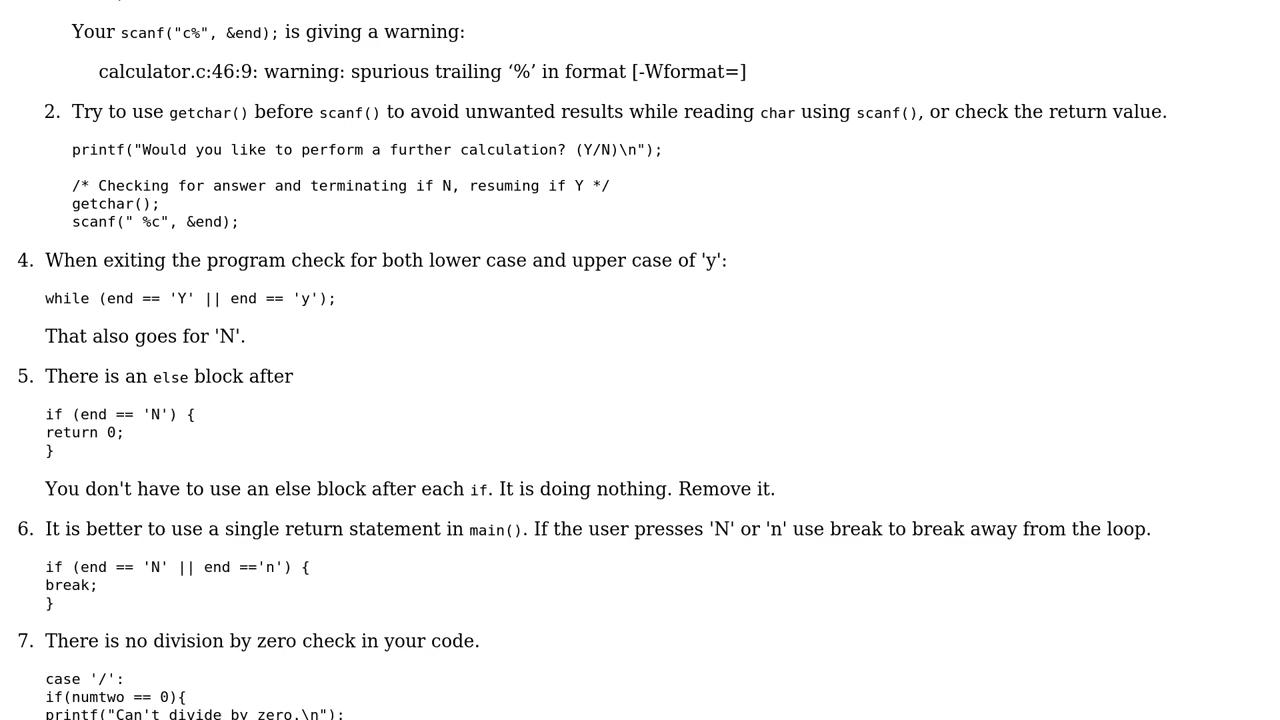 Your scanf("c%", &end); is giving a warning:
calculator.c:46:9: warning: spurious trailing ‘%’ in format [-Wformat=]
2. Try to use getchar() before scanf() to avoid unwanted results while reading char using scanf(), or check the return value.
printf("Would you like to perform a further calculation? (Y/N)\n");
/* Checking for answer and terminating if N, resuming if Y */
getchar();
scanf(" %c", &end);
4. When exiting the program check for both lower case and upper case of 'y':
while (end == 'Y' || end == 'y');
That also goes for 'N'.
5. There is an else block after
if (end == 'N') {
return 0;
}
You don't have to use an else block after each if. It is doing nothing. Remove it.
6. It is better to use a single return statement in main(). If the user presses 'N' or 'n' use break to break away from the loop.
if (end == 'N' || end =='n') {
break;
}
7. There is no division by zero check in your code.
case '/':
if(numtwo == 0){
printf("Can't divide by zero.\n");